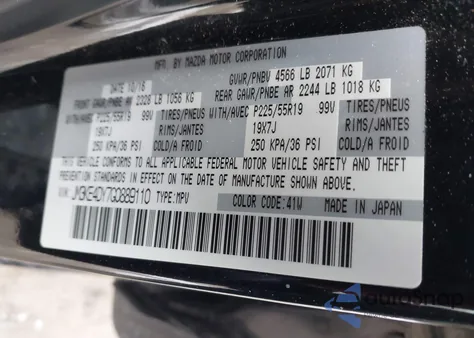 MFG. BY MAZDA MOTOR CORPORATION
DATE 10/16
GVWR/PNBV 4566 LB 2071 KG
FRONT GAWR/PNBE AV 2328 LB 1056 KG
REAR GAWR/PNBE AR 2244 LB 1018 KG
WITH/AVEC P225/55R19 99V TIRES/PNEUS
WITH/AVEC P225/55R19 99V TIRES/PNEUS
19X7J RIMS/JANTES
19X7J RIMS/JANTES
250 KPA/36 PSI COLD/A FROID
250 KPA/36 PSI COLD/A FROID
THIS VEHICLE CONFORMS TO ALL APPLICABLE FEDERAL MOTOR VEHICLE SAFETY AND THEFT
PREVENTION STANDARDS IN EFFECT ON THE DATE OF MANUFACTURE SHOWN ABOVE.
JM3KE4DY7G0889110 TYPE:MPV
COLOR CODE:41W MADE IN JAPAN
AutoSnap